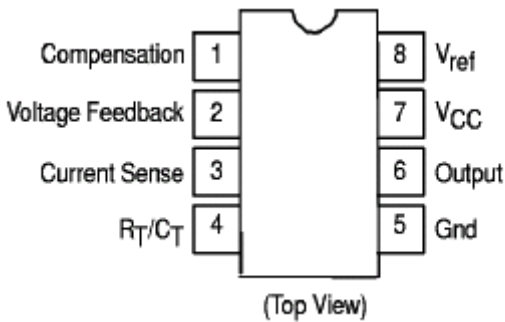 Compensation 1 8 Vref
Voltage Feedback 2 7 VCC
Current Sense 3 6 Output
RT/CT 4 5 Gnd
(Top View)